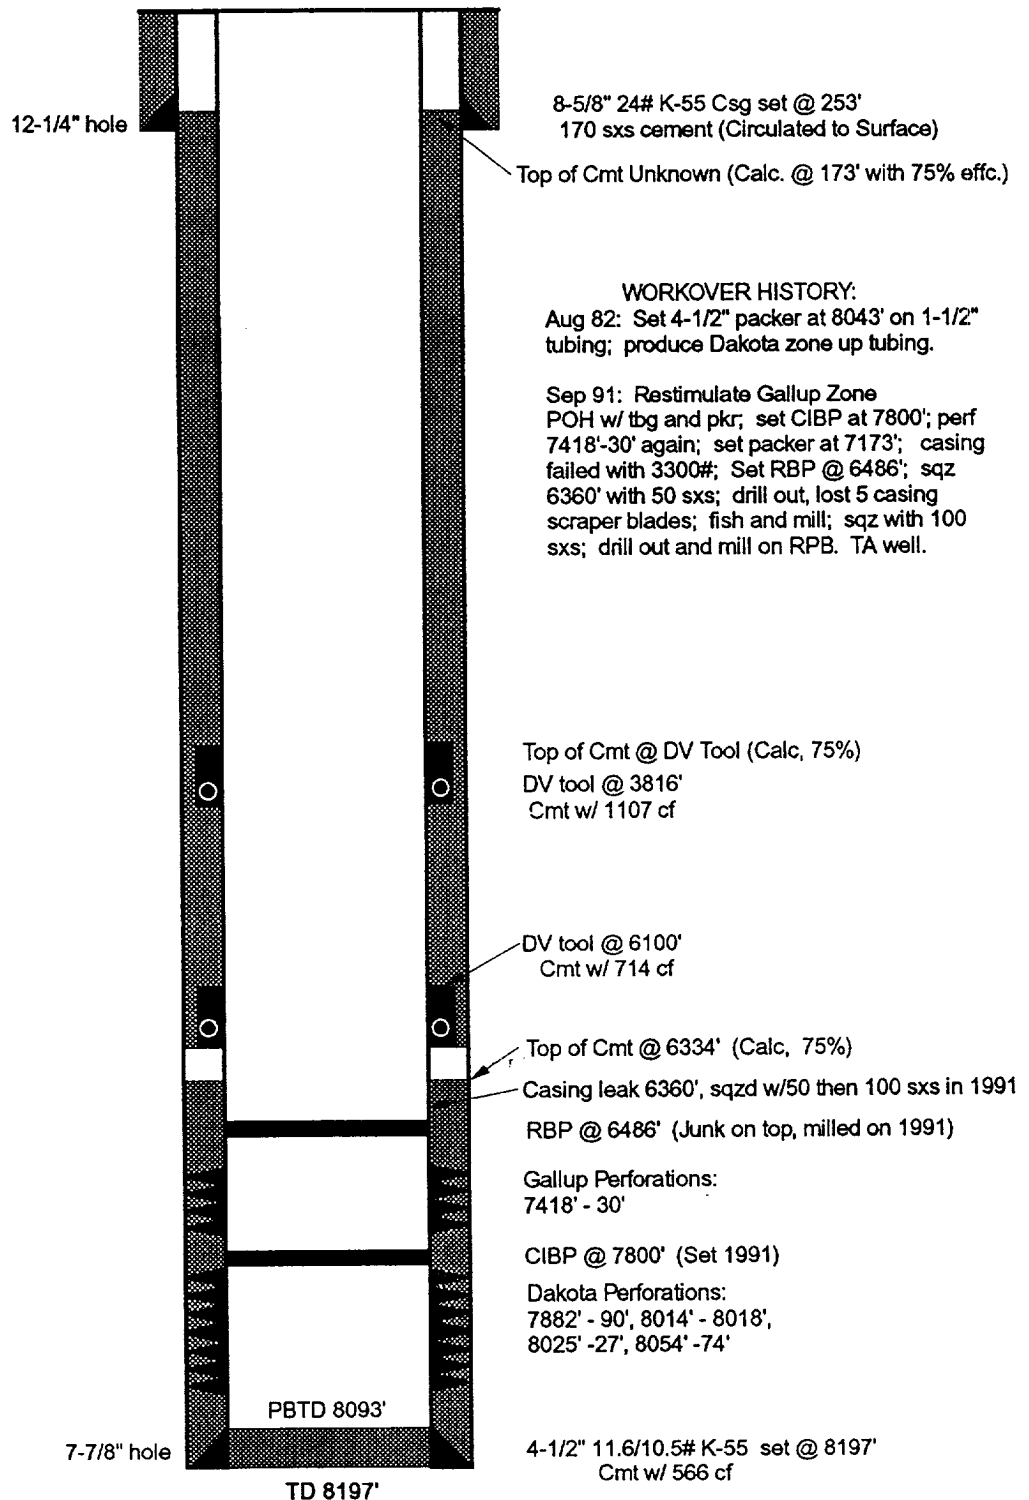 12-1/4" hole
8-5/8" 24# K-55 Csg set @ 253'
170 sxs cement (Circulated to Surface)
Top of Cmt Unknown (Calc. @ 173' with 75% effc.)
WORKOVER HISTORY:
Aug 82: Set 4-1/2" packer at 8043' on 1-1/2"
tubing; produce Dakota zone up tubing.
Sep 91: Restimulate Gallup Zone
POH w/ tbg and pkr; set CIBP at 7800'; perf
7418'-30' again; set packer at 7173'; casing
failed with 3300#; Set RBP @ 6486'; sqz
6360' with 50 sxs; drill out, lost 5 casing
scraper blades; fish and mill; sqz with 100
sxs; drill out and mill on RPB. TA well.
Top of Cmt @ DV Tool (Calc, 75%)
DV tool @ 3816'
Cmt w/ 1107 cf
DV tool @ 6100'
Cmt w/ 714 cf
Top of Cmt @ 6334' (Calc, 75%)
Casing leak 6360', sqzd w/50 then 100 sxs in 1991
RBP @ 6486' (Junk on top, milled on 1991)
Gallup Perforations:
7418' - 30'
CIBP @ 7800' (Set 1991)
Dakota Perforations:
7882' - 90', 8014' - 8018',
8025' -27', 8054' -74'
PBTD 8093'
7-7/8" hole
4-1/2" 11.6/10.5# K-55 set @ 8197'
Cmt w/ 566 cf
TD 8197'